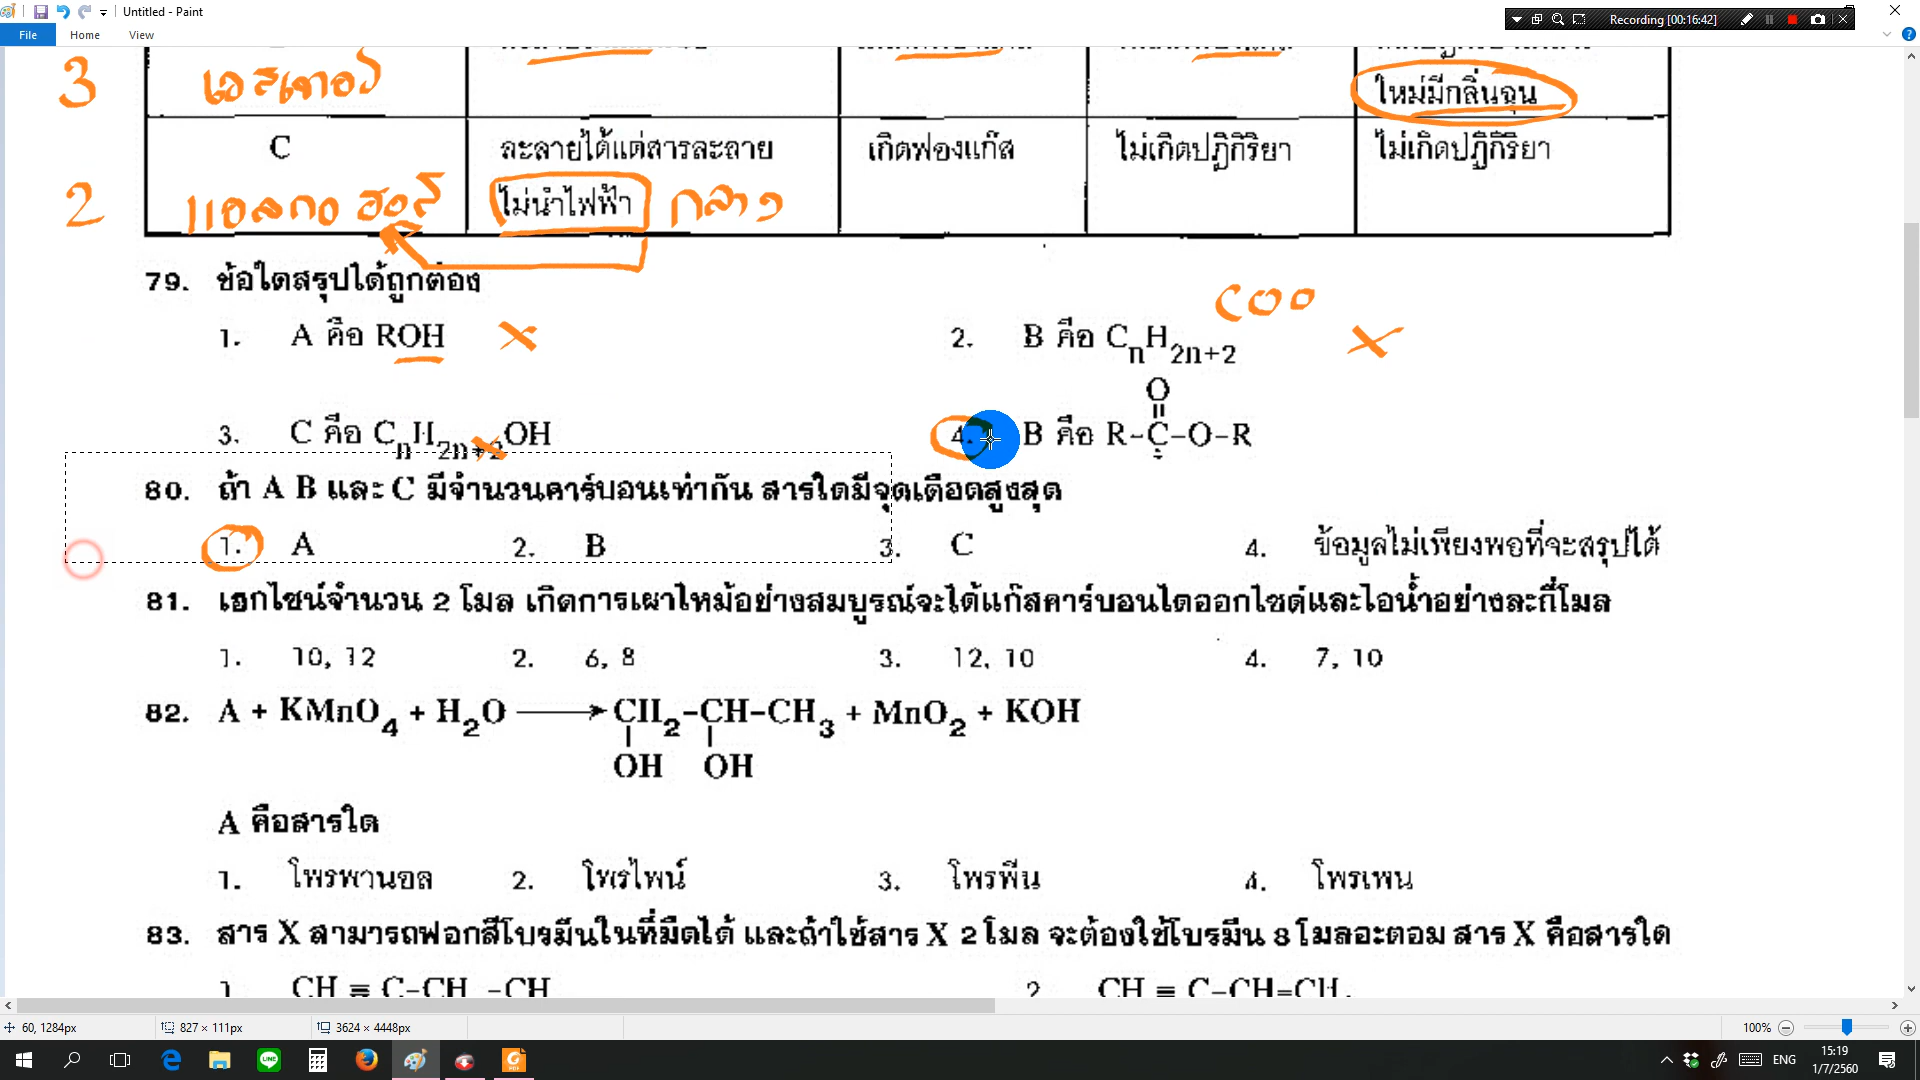 Untitled - Paint
Recording [00:16:42]
File Home View
3 เอสเทอร์
ใหม่มีกลิ่นฉุน
C ละลายได้แต่สารละลาย เกิดฟองแก๊ส ไม่เกิดปฏิกิริยา ไม่เกิดปฏิกิริยา
2 แอลกอฮอล์ ไม่นำไฟฟ้า กลาง
79. ข้อใดสรุปได้ถูกต้อง
COO
1. A คือ ROH X 2. B คือ CnH2n+2 X
O
3. C คือ CnH2n+2OH 4. B คือ R-C-O-R
80. ถ้า A B และ C มีจำนวนคาร์บอนเท่ากัน สารใดมีจุดเดือดสูงสุด
1. A 2. B 3. C 4. ข้อมูลไม่เพียงพอที่จะสรุปได้
81. เฮกไซน์จำนวน 2 โมล เกิดการเผาไหม้อย่างสมบูรณ์จะได้แก๊สคาร์บอนไดออกไซด์และไอน้ำอย่างละกี่โมล
1. 10, 12 2. 6, 8 3. 12, 10 4. 7, 10
82. A + KMnO4 + H2O → CH2-CH-CH3 + MnO2 + KOH
OH OH
A คือสารใด
1. โพรพานอล 2. โพรไพน์ 3. โพรพีน 4. โพรเพน
83. สาร X สามารถฟอกสีโบรมีนในที่มืดได้ และถ้าใช้สาร X 2 โมล จะต้องใช้โบรมีน 8 โมลอะตอม สาร X คือสารใด
1. CH ≡ C-CH -CH 2. CH ≡ C-CH=CH
60, 1284px 827 × 111px 3624 × 4448px 100%
ENG 15:19
1/7/2560